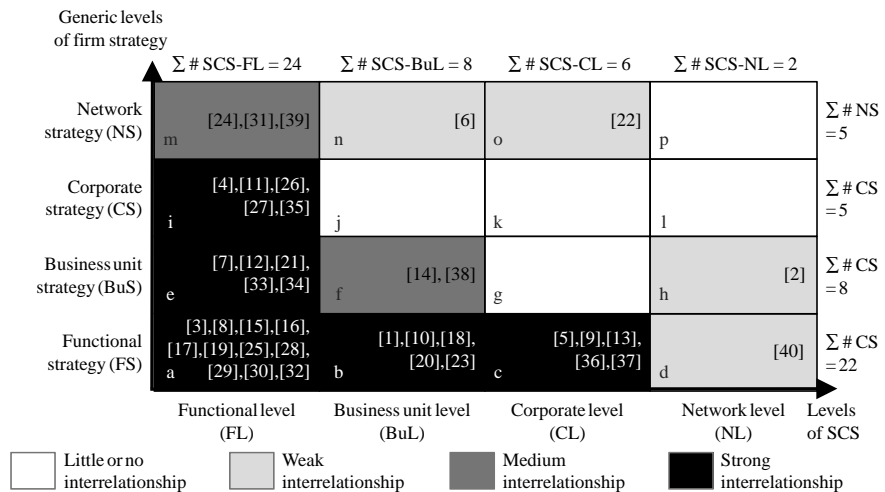 Generic levels
of firm strategy
∑ # SCS-FL = 24
∑ # SCS-BuL = 8
∑ # SCS-CL = 6
∑ # SCS-NL = 2
Network
strategy (NS)
[24],[31],[39]
m
[6]
n
[22]
o
p
∑ # NS
= 5
Corporate
strategy (CS)
[4],[11],[26],
[27],[35]
i
j
k
l
∑ # CS
= 5
Business unit
strategy (BuS)
[7],[12],[21],
[33],[34]
e
[14],[38]
f
g
[2]
h
∑ # CS
= 8
Functional
strategy (FS)
[3],[8],[15],[16],
[17],[19],[25],[28],
a [29],[30],[32]
[1],[10],[18],
[20],[23]
b
[5],[9],[13],
[36],[37]
c
[40]
d
∑ # CS
= 22
Functional level
(FL)
Business unit level
(BuL)
Corporate level
(CL)
Network level
(NL)
Levels
of SCS
Little or no
interrelationship
Weak
interrelationship
Medium
interrelationship
Strong
interrelationship